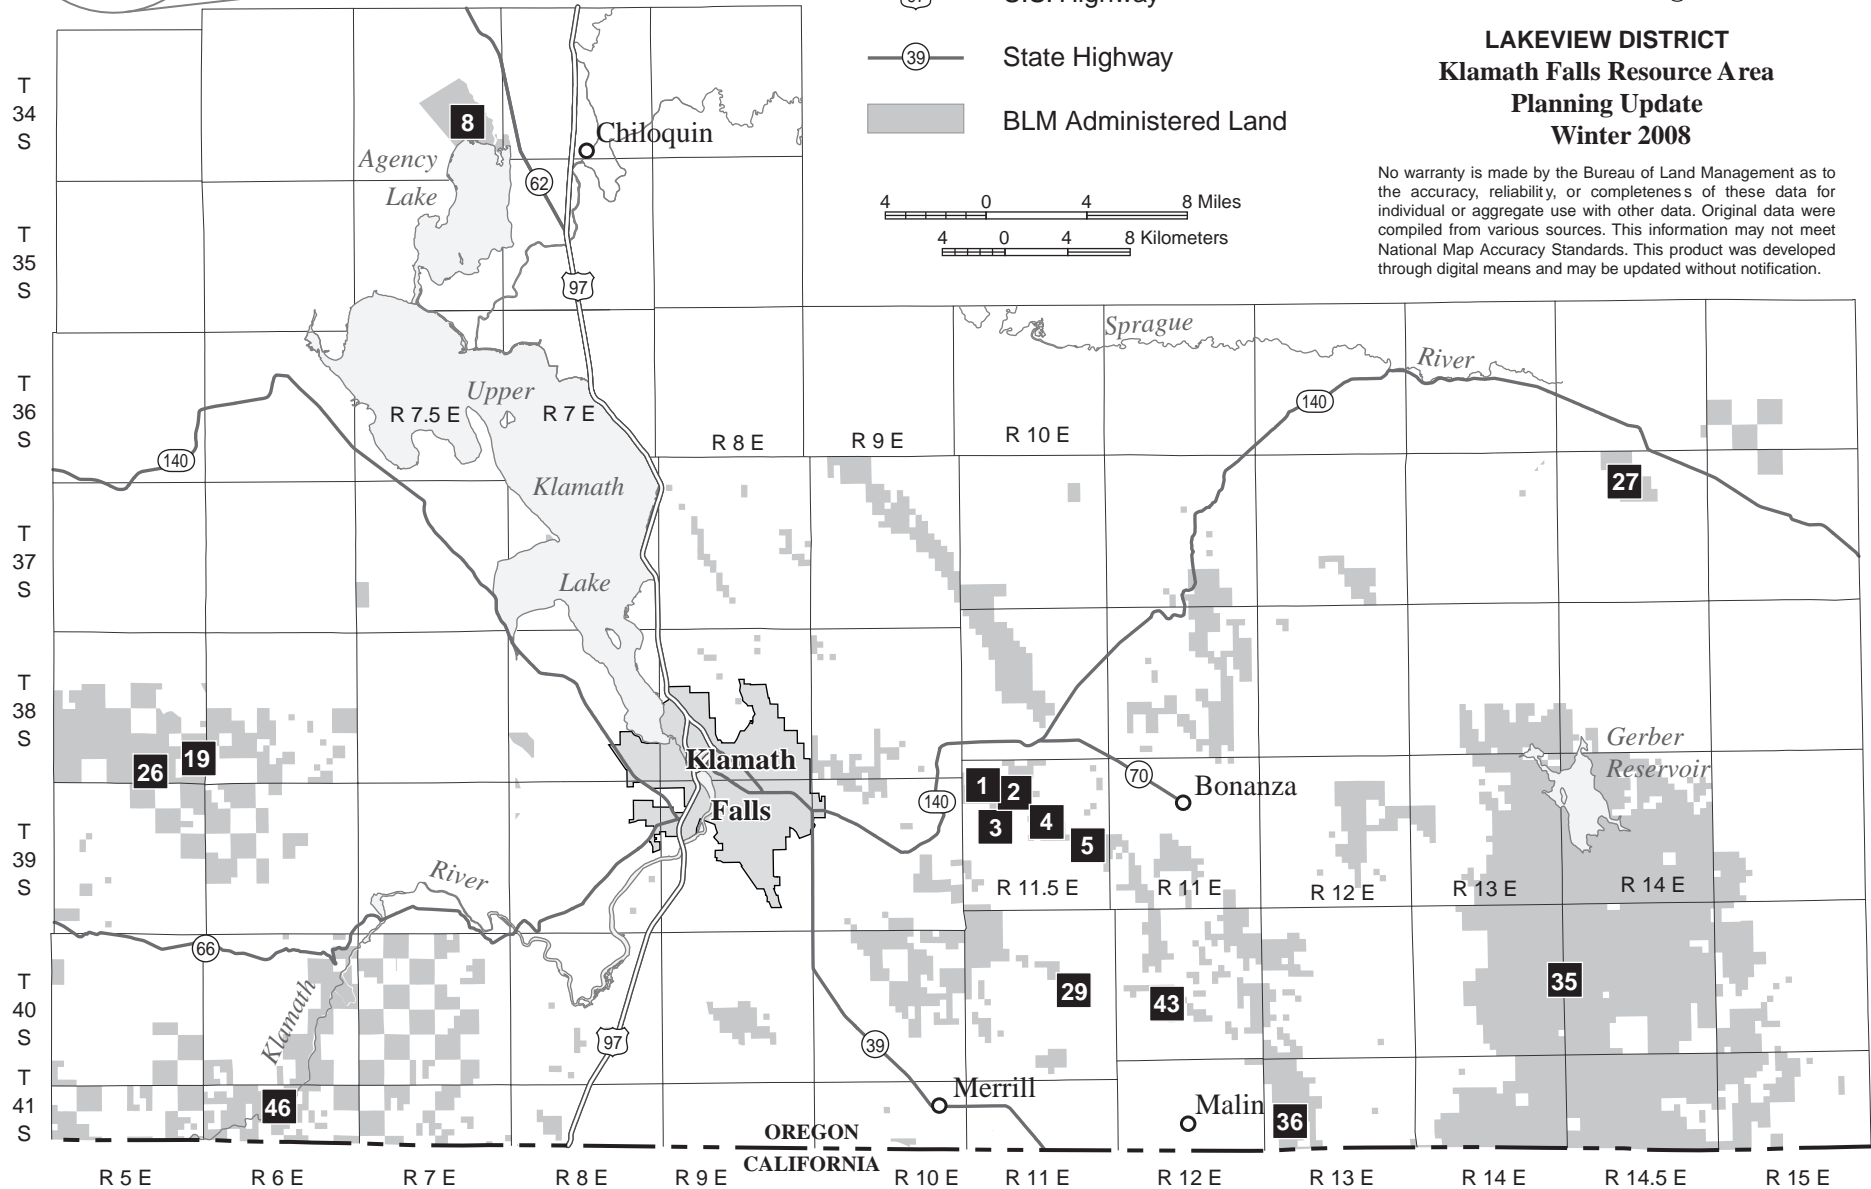 State Highway
39
BLM Administered Land
LAKEVIEW DISTRICT
Klamath Falls Resource Area
Planning Update
Winter 2008
No warranty is made by the Bureau of Land Management as to
the accuracy, reliability, or completeness of these data for
individual or aggregate use with other data. Original data were
compiled from various sources. This information may not meet
National Map Accuracy Standards. This product was developed
through digital means and may be updated without notification.
4 0 4 8 Miles
4 0 4 8 Kilometers
T
34
S
T
35
S
T
36
S
T
37
S
T
38
S
T
39
S
T
40
S
T
41
S
8
Chiloquin
Agency
Lake
62
97
Sprague
River
Upper
R 7.5 E
R 7 E
R 8 E
R 9 E
R 10 E
140
140
27
Klamath
Lake
26
19
Klamath
Falls
140
1
2
3
4
5
70
Bonanza
Gerber
Reservoir
River
R 11.5 E
R 11 E
R 12 E
R 13 E
R 14 E
66
Klamath
97
39
29
43
35
46
Merrill
Malin
36
OREGON
CALIFORNIA
R 5 E
R 6 E
R 7 E
R 8 E
R 9 E
R 10 E
R 11 E
R 12 E
R 13 E
R 14 E
R 14.5 E
R 15 E